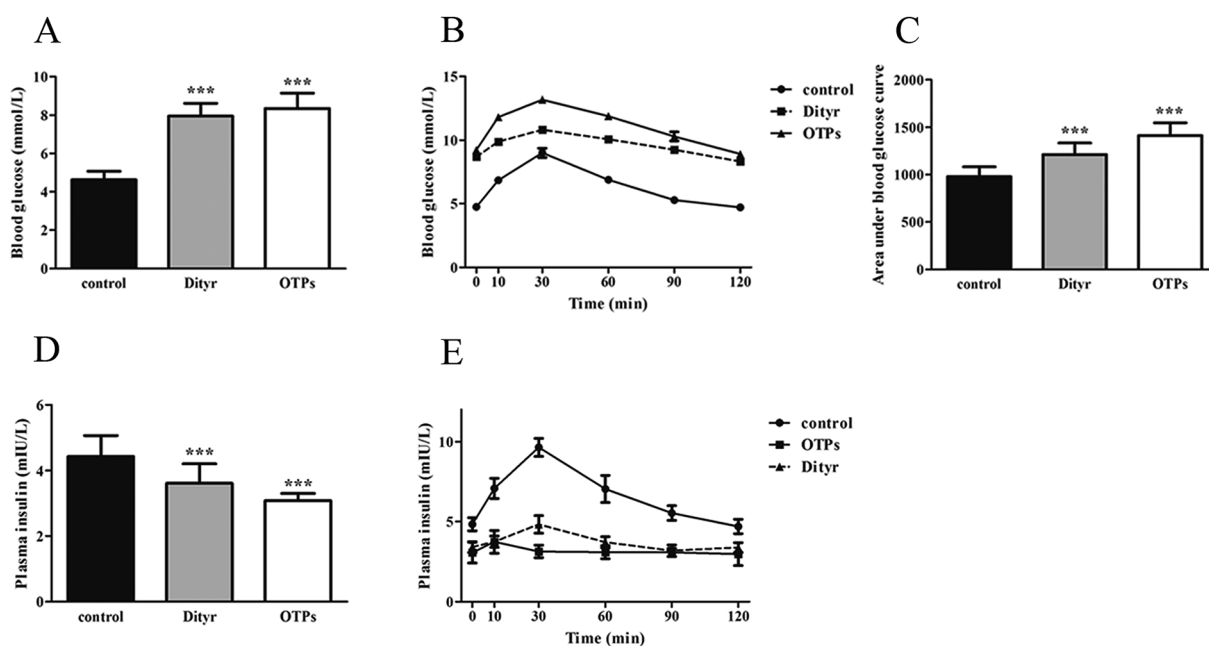 A
Blood glucose (mmol/L)
10
8
6
4
2
0
***
***
control
Dityr
OTPs
B
Blood glucose (mmol/L)
15
10
5
0
0
10
30
60
90
120
Time (min)
control
Dityr
OTPs
C
Area under blood glucose curve
2000
1500
1000
500
0
***
***
control
Dityr
OTPs
D
Plasma insulin (mIU/L)
6
4
2
0
***
***
control
Dityr
OTPs
E
Plasma insulin (mIU/L)
10
5
0
0
10
30
60
90
120
Time (min)
control
OTPs
Dityr